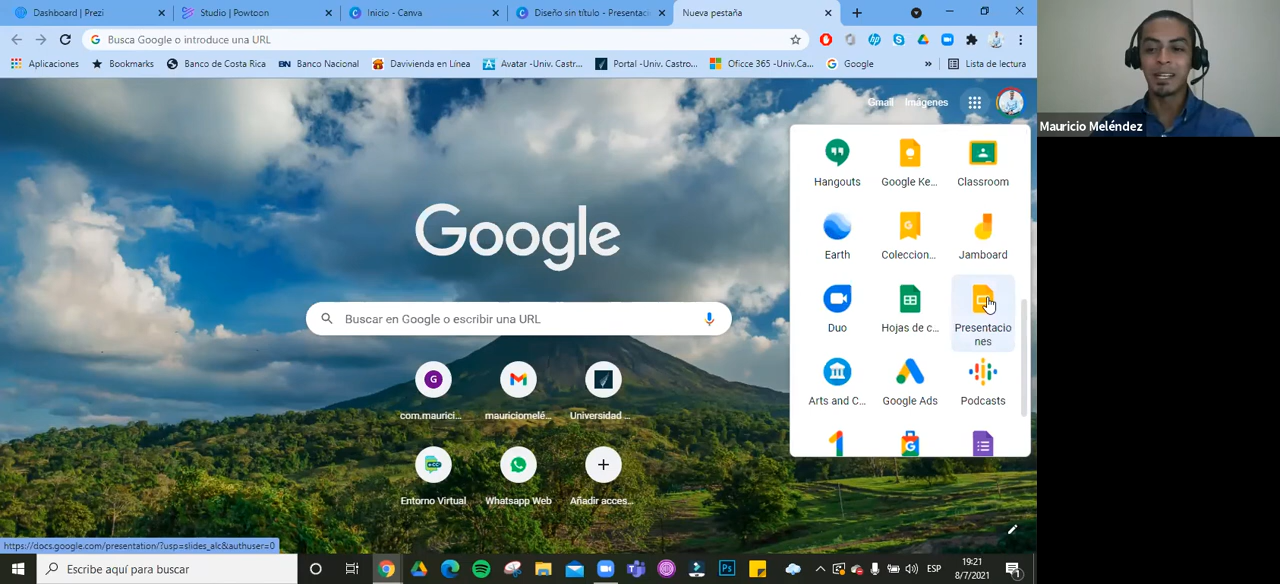 Dashboard | Prezi
Studio | Powtoon
Inicio - Canva
Diseño sin título - Presentaci
Nueva pestaña
Busca Google o introduce una URL
Aplicaciones
Bookmarks
Banco de Costa Rica
BN Banco Nacional
Davivienda en Línea
Avatar -Univ. Castr...
Portal -Univ. Castro...
Oficce 365 -Univ.Ca...
Google
»
Lista de lectura
Gmail
Imágenes
Mauricio Meléndez
Hangouts
Google Ke...
Classroom
Earth
Coleccion...
Jamboard
Duo
Hojas de c...
Presentacio
nes
Arts and C...
Google Ads
Podcasts
Google
Buscar en Google o escribir una URL
G
com.maurici...
mauriciomelé...
Universidad ...
Entorno Virtual
Whatsapp Web
Añadir acces...
https://docs.google.com/presentation/?usp=slides_alc&authuser=0
Escribe aquí para buscar
Ps
ESP
19:21
8/7/2021
1